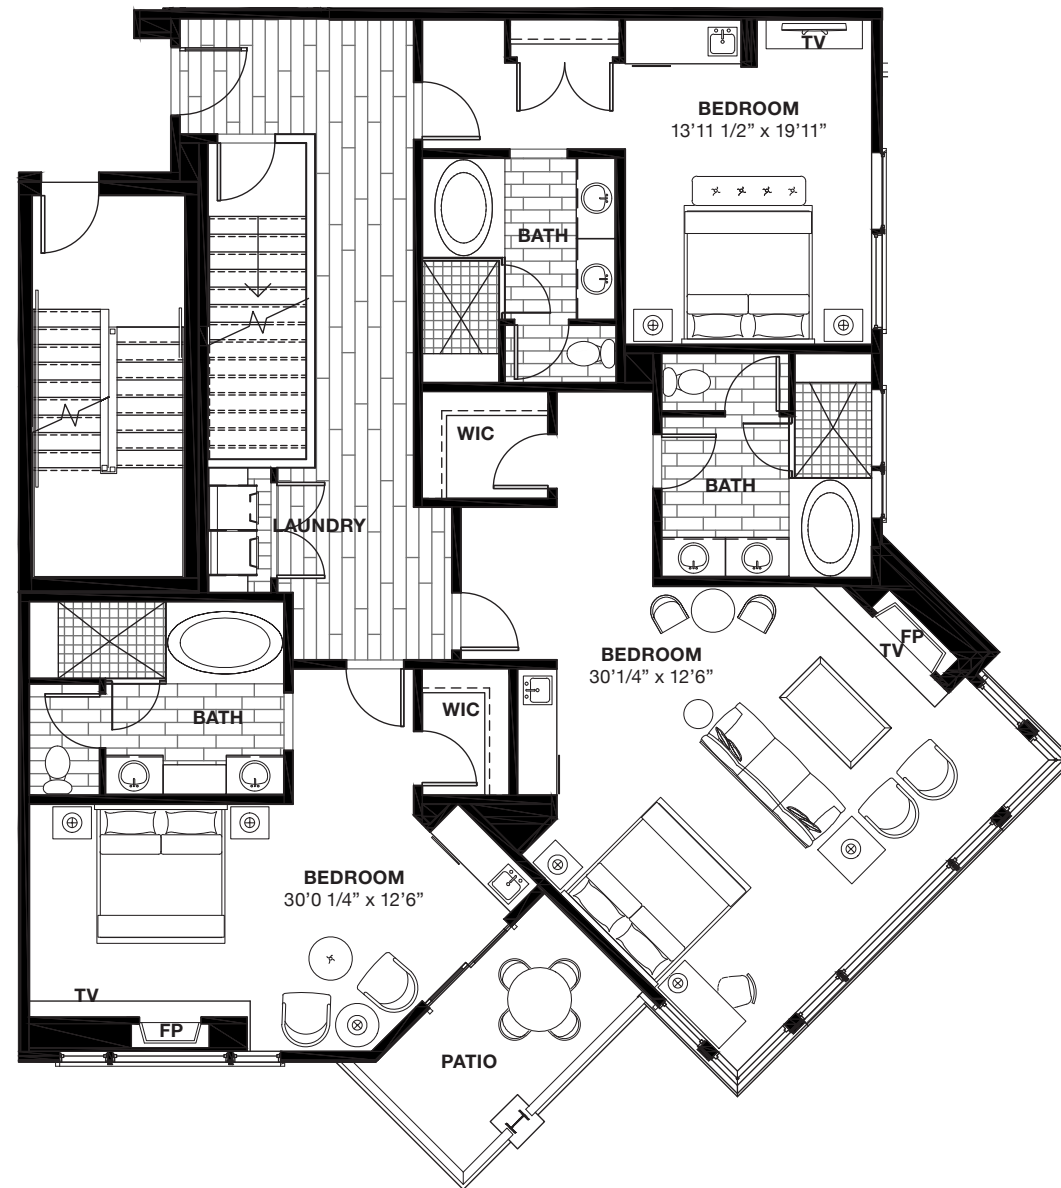 TV
BEDROOM
13’11 1/2” x 19’11”
BATH
WIC
BATH
LAUNDRY
BEDROOM
30’1/4” x 12’6”
FP
TV
WIC
BATH
BEDROOM
30’0 1/4” x 12’6”
TV
FP
PATIO